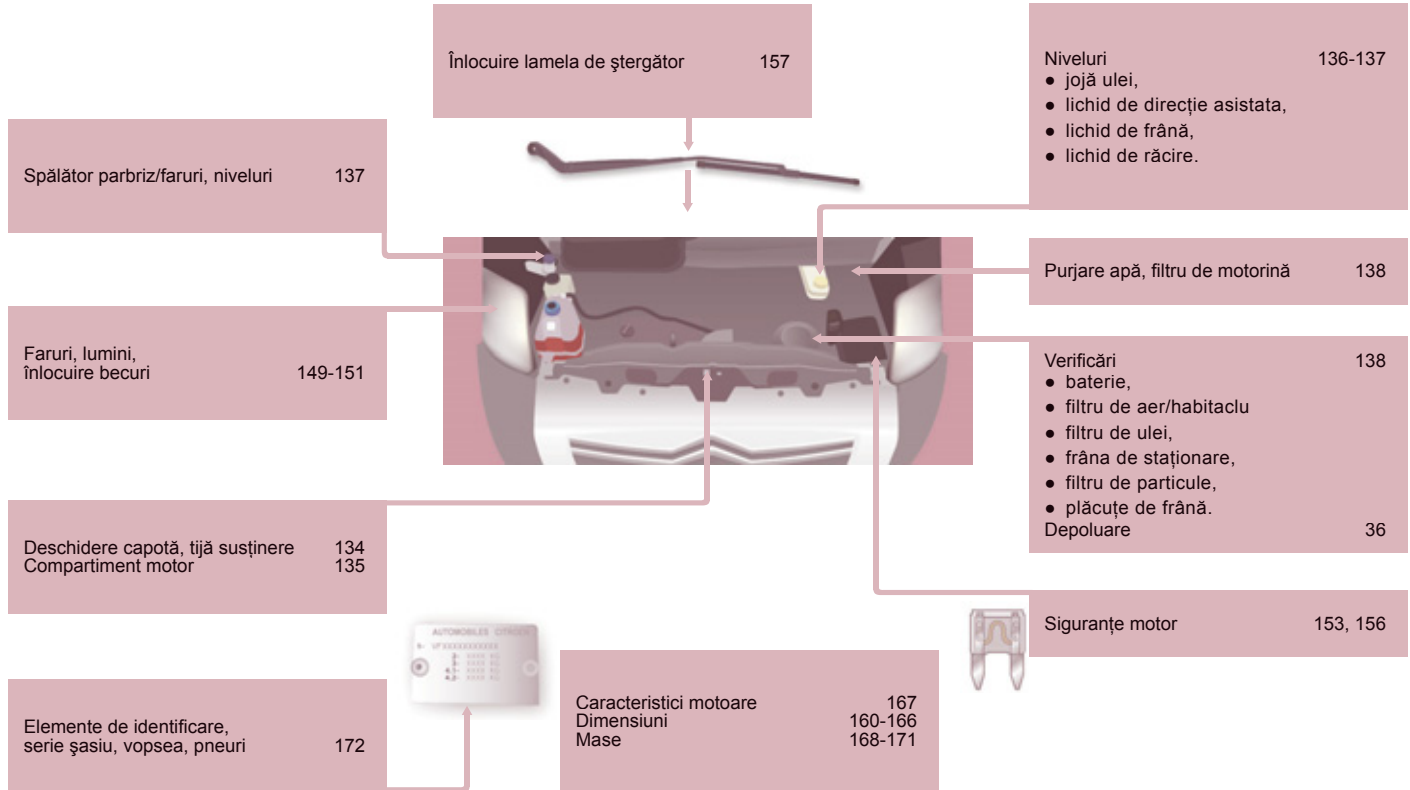 Înlocuire lamela de ştergător 157
Niveluri 136-137
● jojă ulei,
● lichid de direcție asistata,
● lichid de frână,
● lichid de răcire.
Spălător parbriz/faruri, niveluri 137
Purjare apă, filtru de motorină 138
Faruri, lumini,
înlocuire becuri 149-151
Verificări 138
● baterie,
● filtru de aer/habitaclu
● filtru de ulei,
● frâna de staționare,
● filtru de particule,
● plăcuțe de frână.
Depoluare 36
Deschidere capotă, tijă susținere 134
Compartiment motor 135
Siguranțe motor 153, 156
AUTOMOBILES CITROEN
Elemente de identificare,
serie şasiu, vopsea, pneuri 172
Caracteristici motoare 167
Dimensiuni 160-166
Mase 168-171